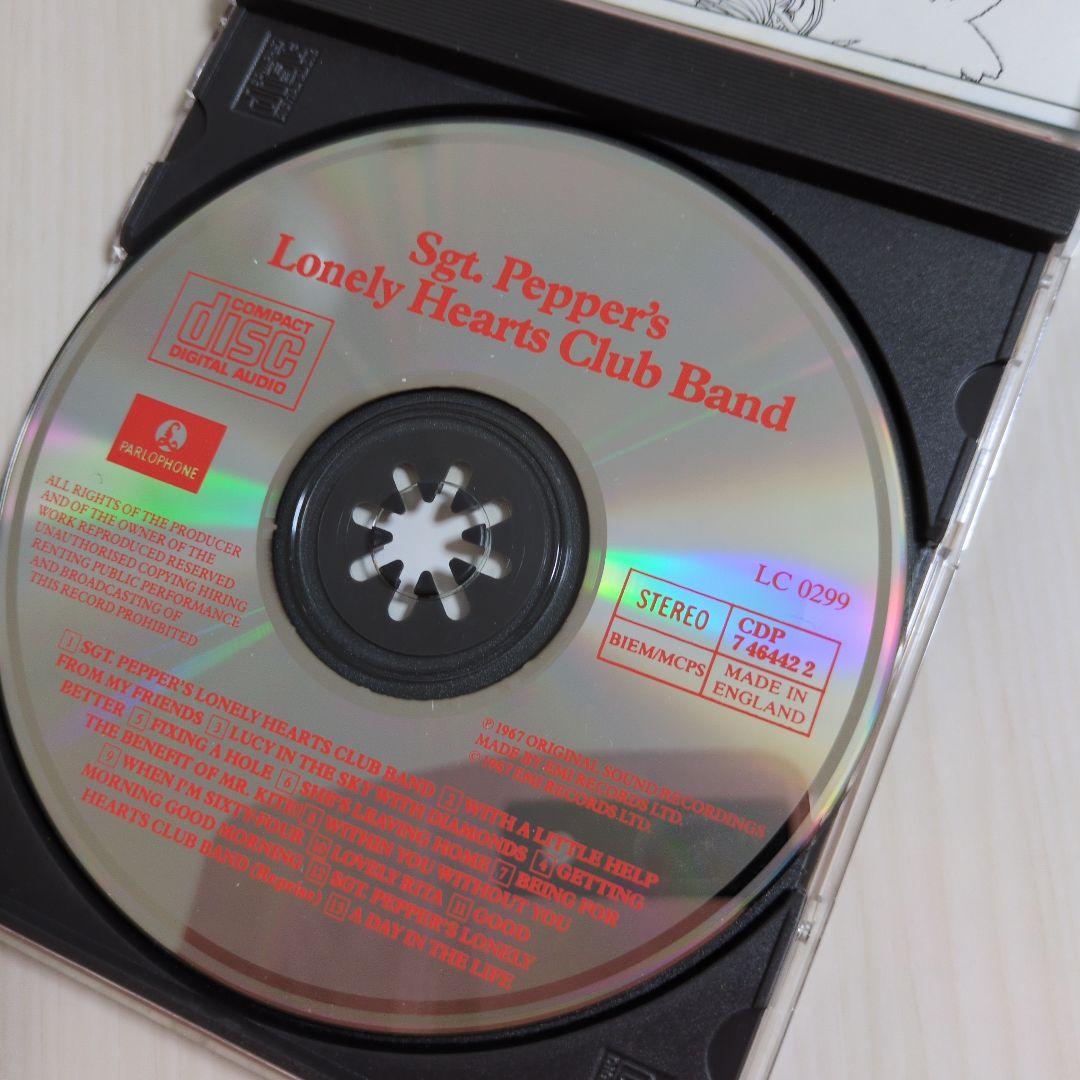 Sgt. Pepper's
Lonely Hearts Club Band
COMPACT
disc
DIGITAL AUDIO
£
PARLOPHONE
ALL RIGHTS OF THE PRODUCER
AND OF THE OWNER OF THE
WORK REPRODUCED RESERVED
UNAUTHORISED COPYING HIRING
RENTING PUBLIC PERFORMANCE
AND BROADCASTING OF
THIS RECORD PROHIBITED
LC 0299
STEREO
CDP
7 46442 2
BIEM/MCPS
MADE IN
ENGLAND
℗ 1967 ORIGINAL SOUND RECORDINGS
MADE BY EMI RECORDS LTD.
© 1987 EMI RECORDS LTD.
1 SGT. PEPPER'S LONELY HEARTS CLUB BAND 2 WITH A LITTLE HELP
FROM MY FRIENDS 3 LUCY IN THE SKY WITH DIAMONDS 4 GETTING
BETTER 5 FIXING A HOLE 6 SHE'S LEAVING HOME 7 BEING FOR
THE BENEFIT OF MR. KITE! 8 WITHIN YOU WITHOUT YOU
9 WHEN I'M SIXTY-FOUR 10 LOVELY RITA 11 GOOD
MORNING GOOD MORNING 12 SGT. PEPPER'S LONELY
HEARTS CLUB BAND (Reprise) 13 A DAY IN THE LIFE